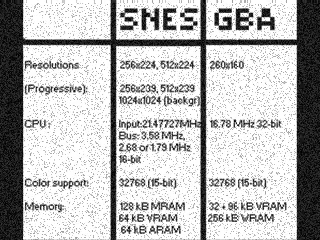 SNES GBA
Resolutions 256x224, 512x224 260x160
(Progressive): 256x239, 512x239
1024x1024 (backgr)
CPU: Input:21.47727MHz 16.78 MHz 32-bit
Bus: 3.58 MHz,
2.68 or 1.79 MHz
16-bit
Color support: 32768 (15-bit) 32768 (15-bit)
Memory: 128 kB MRAM 32 + 96 kB VRAM
64 kB VRAM 256 kB WRAM
64 kB ARAM